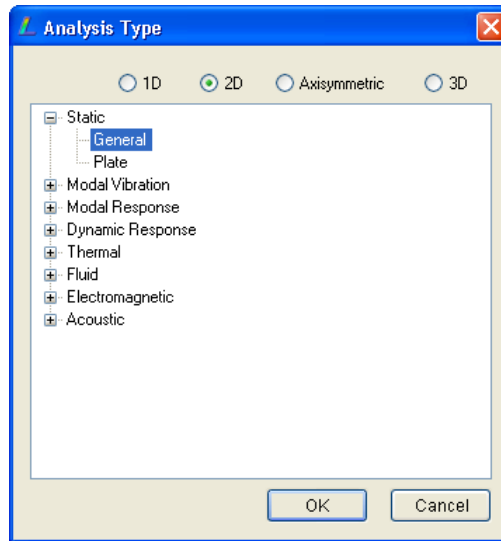 Analysis Type
1D 2D Axisymmetric 3D
Static
General
Plate
Modal Vibration
Modal Response
Dynamic Response
Thermal
Fluid
Electromagnetic
Acoustic
OK Cancel